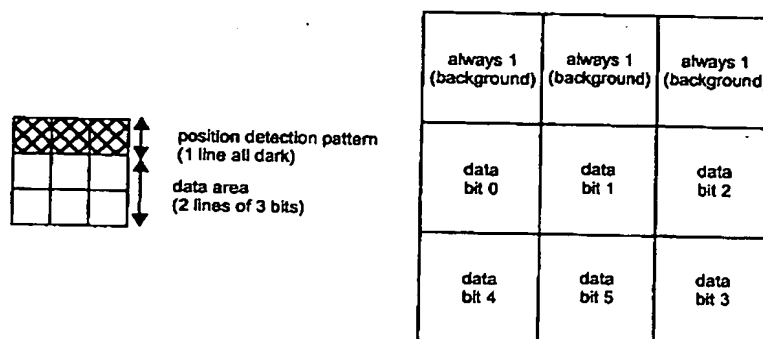 position detection pattern
(1 line all dark)
data area
(2 lines of 3 bits)
always 1
(background)
always 1
(background)
always 1
(background
data
bit 0
data
bit 1
data
bit 2
data
bit 4
data
bit 5
data
bit 3